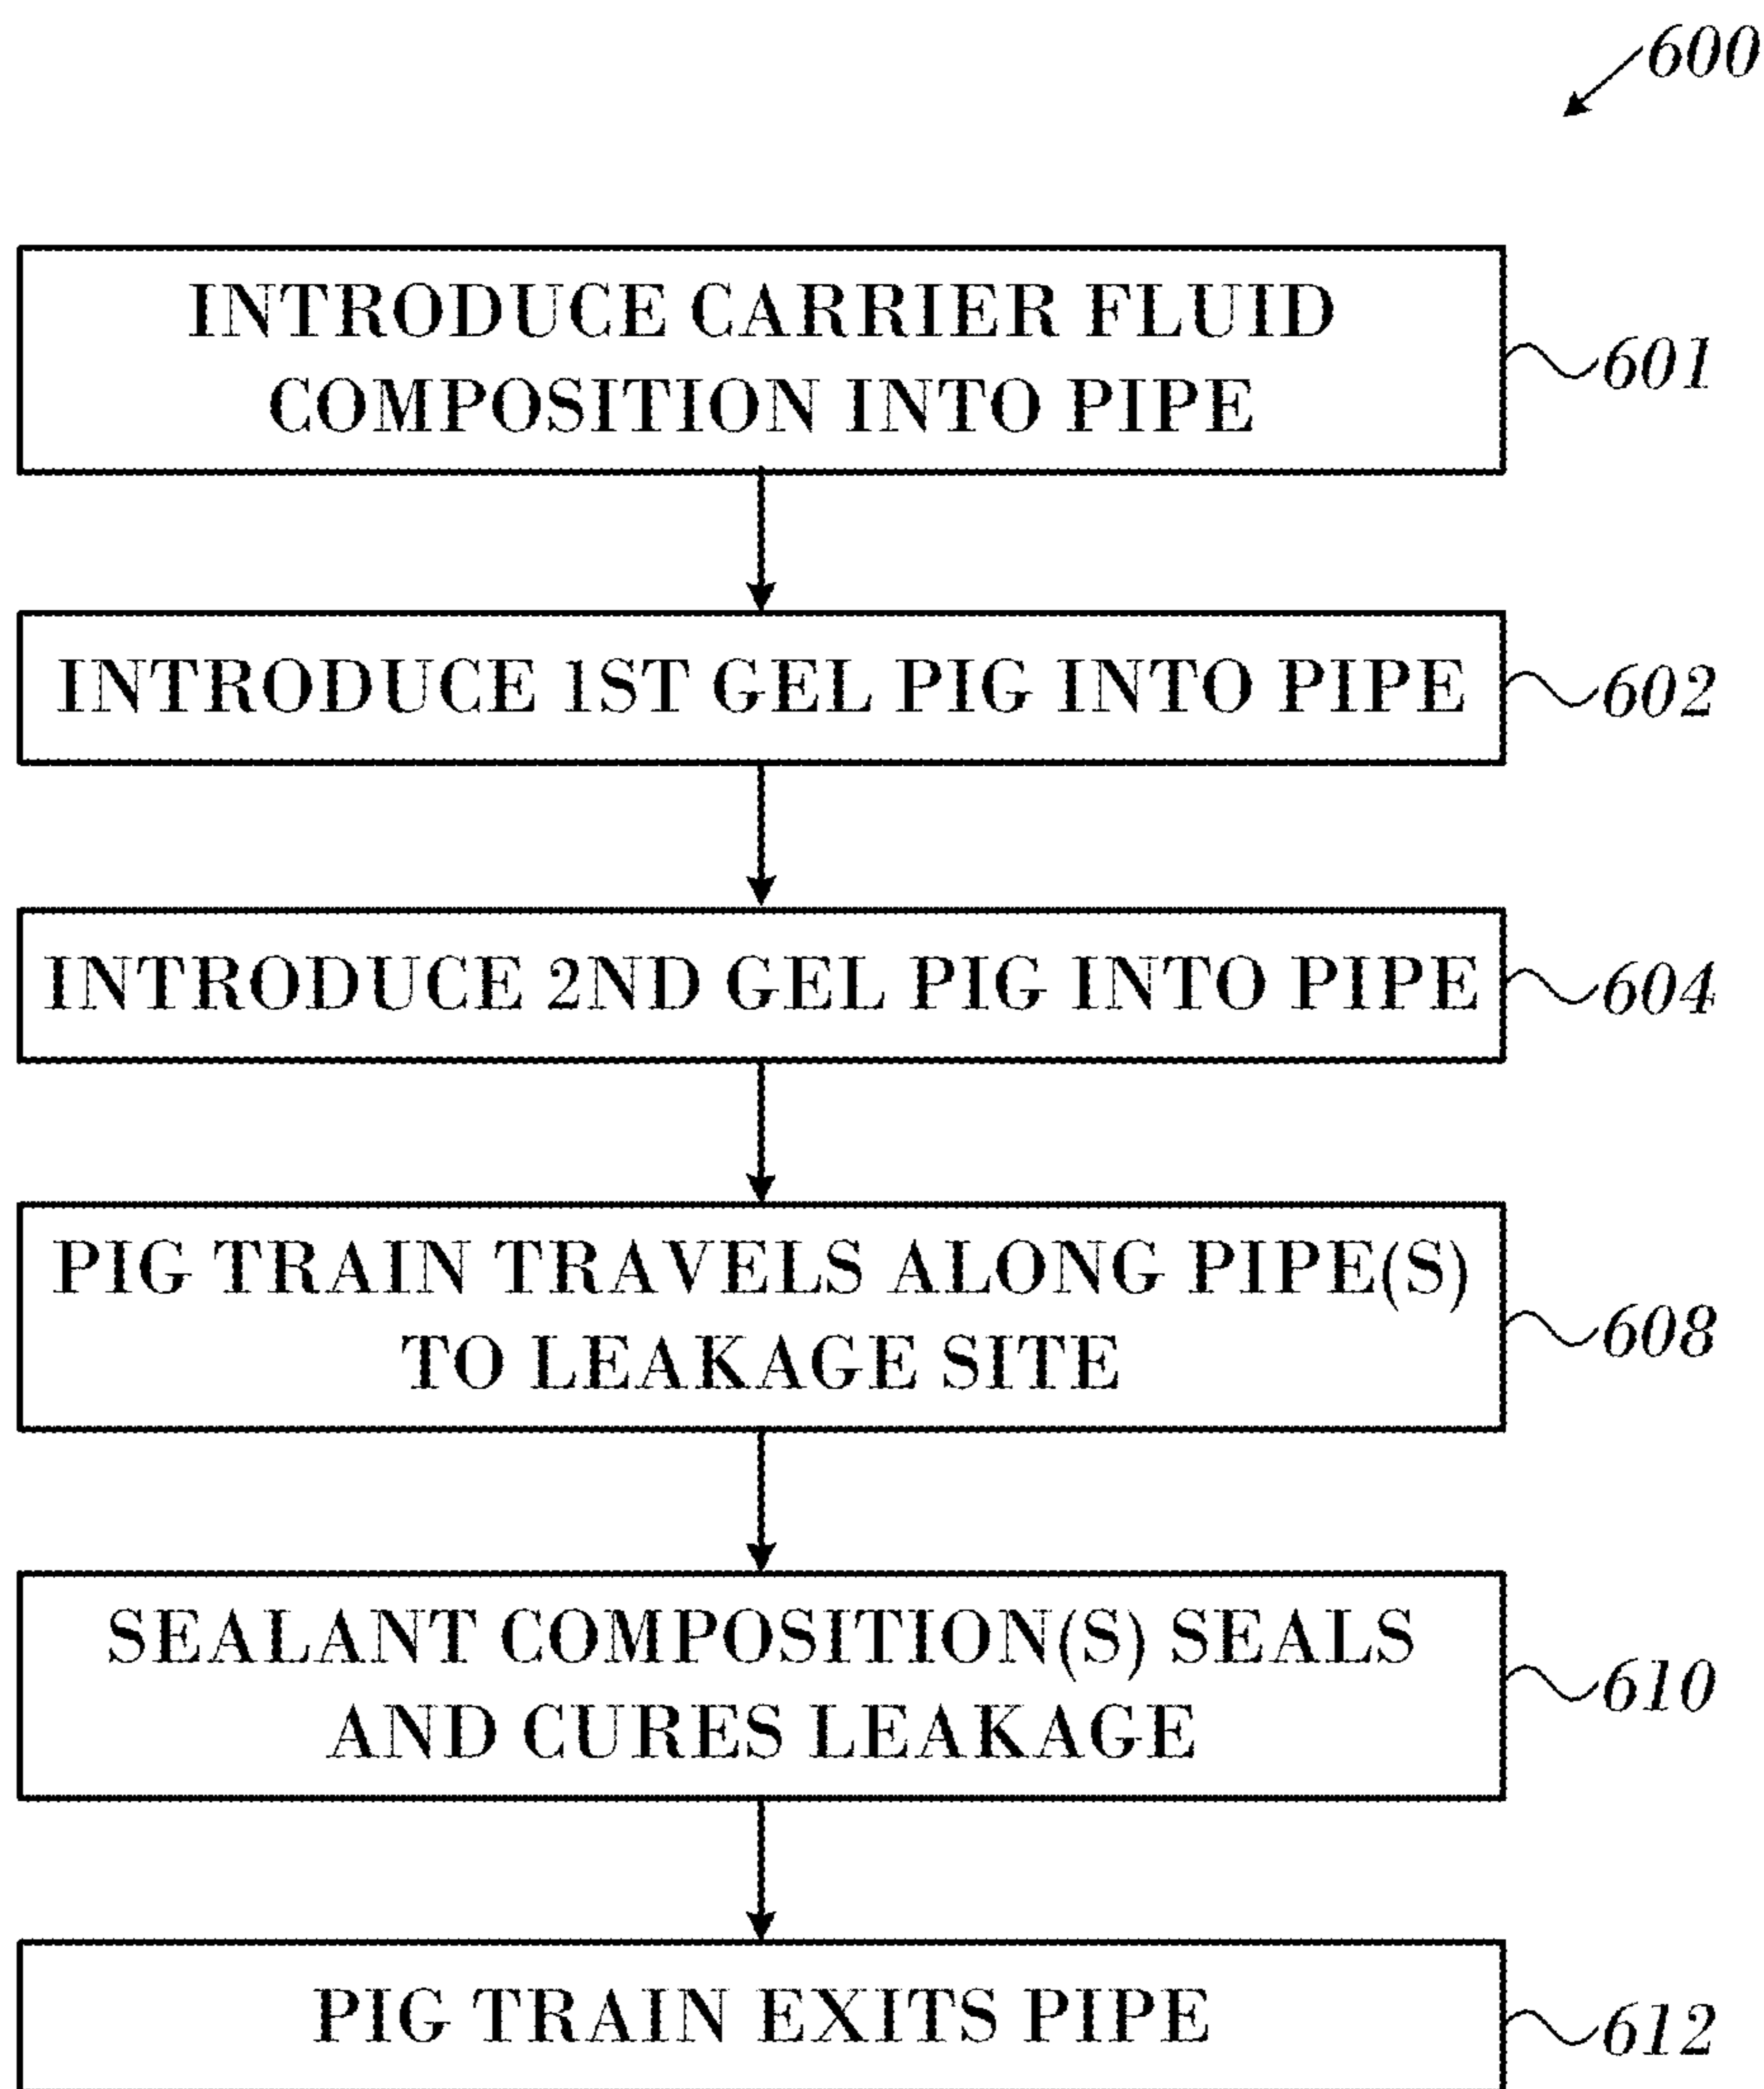 600
INTRODUCE CARRIER FLUID
COMPOSITION INTO PIPE
601
INTRODUCE 1ST GEL PIG INTO PIPE
602
INTRODUCE 2ND GEL PIG INTO PIPE
604
PIG TRAIN TRAVELS ALONG PIPE(S)
TO LEAKAGE SITE
608
SEALANT COMPOSITION(S) SEALS
AND CURES LEAKAGE
610
PIG TRAIN EXITS PIPE
612